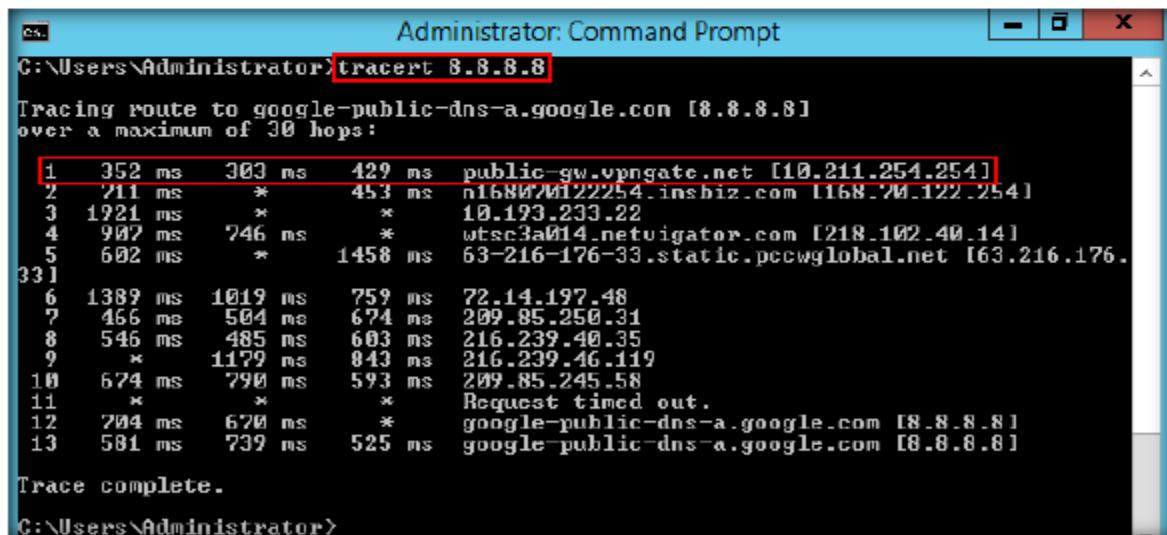 Administrator: Command Prompt
C:\Users\Administrator>tracert 8.8.8.8
Tracing route to google-public-dns-a.google.com [8.8.8.8]
over a maximum of 30 hops:
1 352 ms 303 ms 429 ms public-gw.vpngate.net [10.211.254.254]
2 711 ms * 453 ms n168070122254.imsbiz.com [168.70.122.254]
3 1921 ms * * 10.193.233.22
4 907 ms 746 ms * wtsc3a014.netvigator.com [218.102.40.14]
5 602 ms * 1458 ms 63-216-176-33.static.pccwglobal.net [63.216.176.
33]
6 1389 ms 1019 ms 759 ms 72.14.197.48
7 466 ms 504 ms 674 ms 209.85.250.31
8 546 ms 485 ms 603 ms 216.239.40.35
9 * 1179 ms 843 ms 216.239.46.119
10 674 ms 790 ms 593 ms 209.85.245.58
11 * * * Request timed out.
12 704 ms 670 ms * google-public-dns-a.google.com [8.8.8.8]
13 581 ms 739 ms 525 ms google-public-dns-a.google.com [8.8.8.8]
Trace complete.
C:\Users\Administrator>